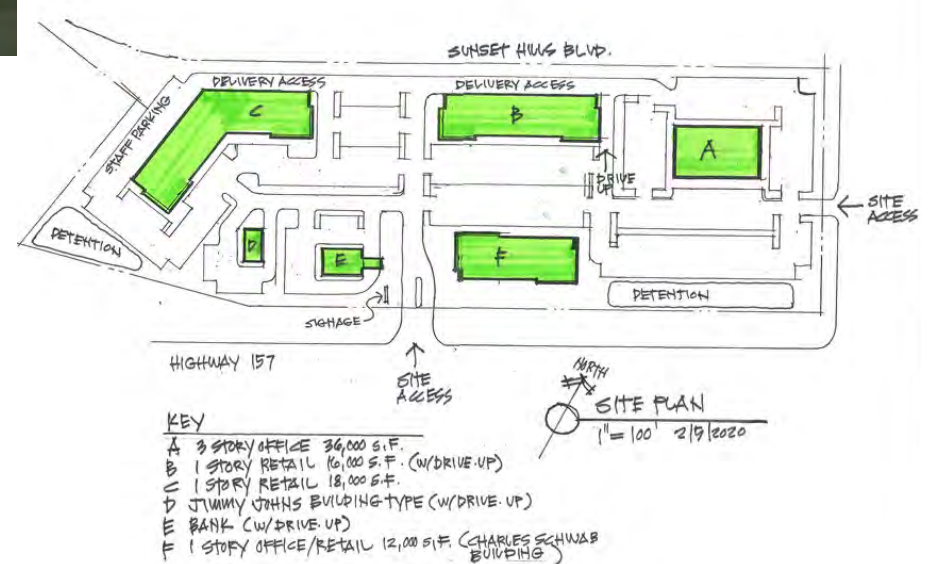 SUNSET HILLS BLVD.
DELIVERY ACCESS
DELIVERY ACCESS
STAFF PARKING
C
B
A
DRIVE
UP
SITE
ACCESS
DETENTION
D
E
F
DETENTION
SIGNAGE
HIGHWAY 157
SITE
ACCESS
NORTH
SITE PLAN
1"=100' 2/5/2020
KEY
A 3 STORY OFFICE 36,000 S.F.
B 1 STORY RETAIL 16,000 S.F. (W/DRIVE-UP)
C 1 STORY RETAIL 18,000 S.F.
D JIMMY JOHNS BUILDING TYPE (W/DRIVE-UP)
E BANK (W/DRIVE-UP)
F 1 STORY OFFICE/RETAIL 12,000 S.F. (CHARLES SCHWAB
BUILDING)